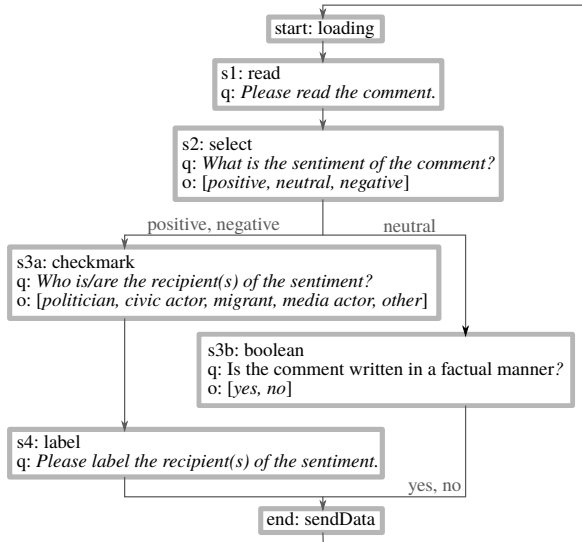 start: loading
s1: read
q: Please read the comment.
s2: select
q: What is the sentiment of the comment?
o: [positive, neutral, negative]
positive, negative
neutral
s3a: checkmark
q: Who is/are the recipient(s) of the sentiment?
o: [politician, civic actor, migrant, media actor, other]
s3b: boolean
q: Is the comment written in a factual manner?
o: [yes, no]
s4: label
q: Please label the recipient(s) of the sentiment.
yes, no
end: sendData